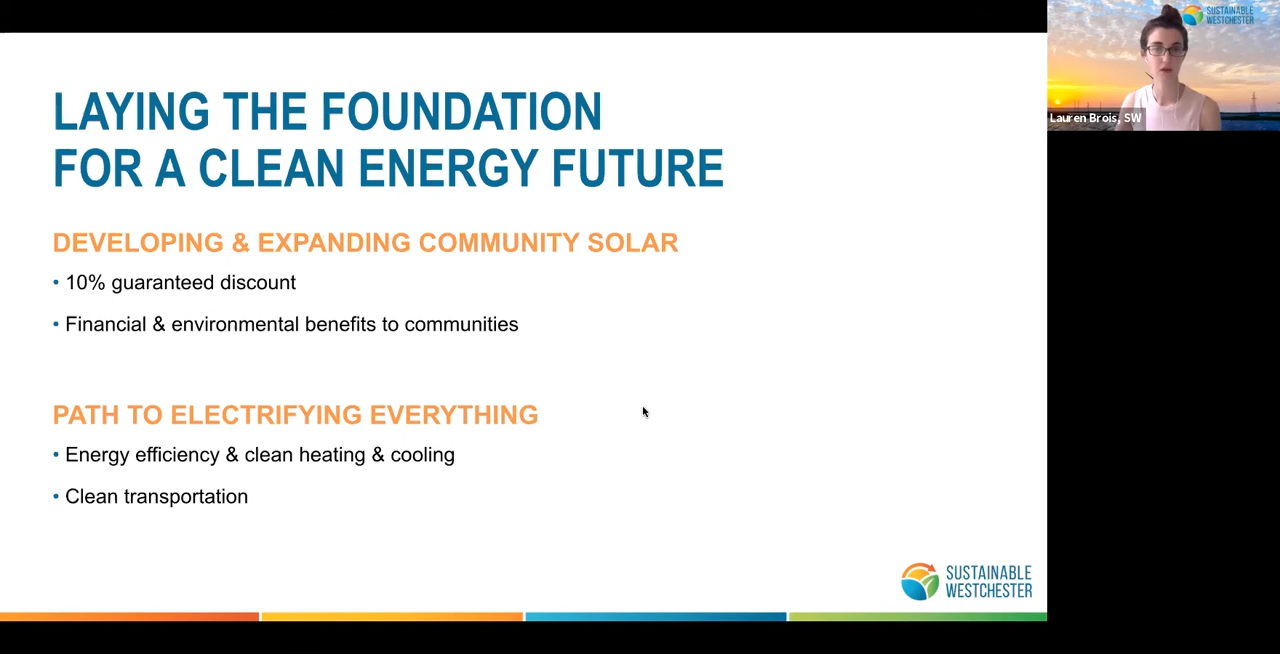 LAYING THE FOUNDATION
FOR A CLEAN ENERGY FUTURE
DEVELOPING & EXPANDING COMMUNITY SOLAR
• 10% guaranteed discount
• Financial & environmental benefits to communities
PATH TO ELECTRIFYING EVERYTHING
• Energy efficiency & clean heating & cooling
• Clean transportation
SUSTAINABLE
WESTCHESTER
SUSTAINABLE
WESTCHESTER
Lauren Brois, SW